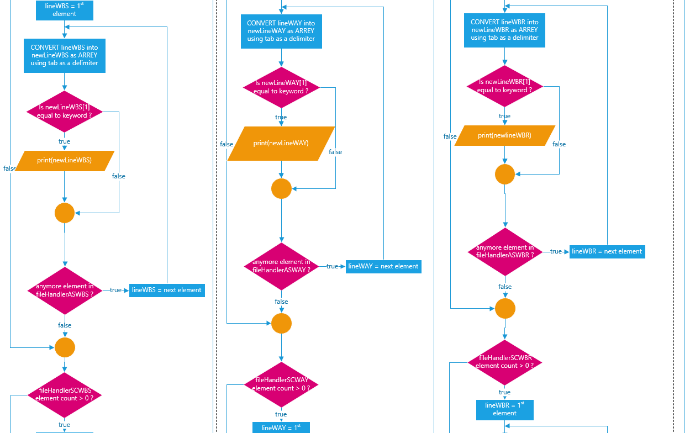 lineWBS = 1st
element
CONVERT lineWBS into
newLineWBS as ARREY
using tab as a delimiter
Is newLineWBS[1]
equal to keyword ?
true
print(newLineWBS)
false
false
anymore element in
fileHandlerASWBS ?
true
lineWBS = next element
false
fileHandlerSCWBS
element count > 0 ?
true
CONVERT lineWAY into
newLineWAY as ARREY
using tab as a delimiter
Is newLineWAY[1]
equal to keyword ?
true
print(newLineWAY)
false
false
anymore element in
fileHandlerASWAY ?
true
lineWAY = next element
false
fileHandlerSCWAY
element count > 0 ?
true
lineWAY = 1st
CONVERT lineWBR into
newLineWBR as ARREY
using tab as a delimiter
Is newLineWBR[1]
equal to keyword ?
true
print(newlineWBR)
false
false
anymore element in
fileHandlerASWBR ?
true
lineWBR = next element
false
fileHandlerSCWBR
element count > 0 ?
true
lineWBR = 1st
element